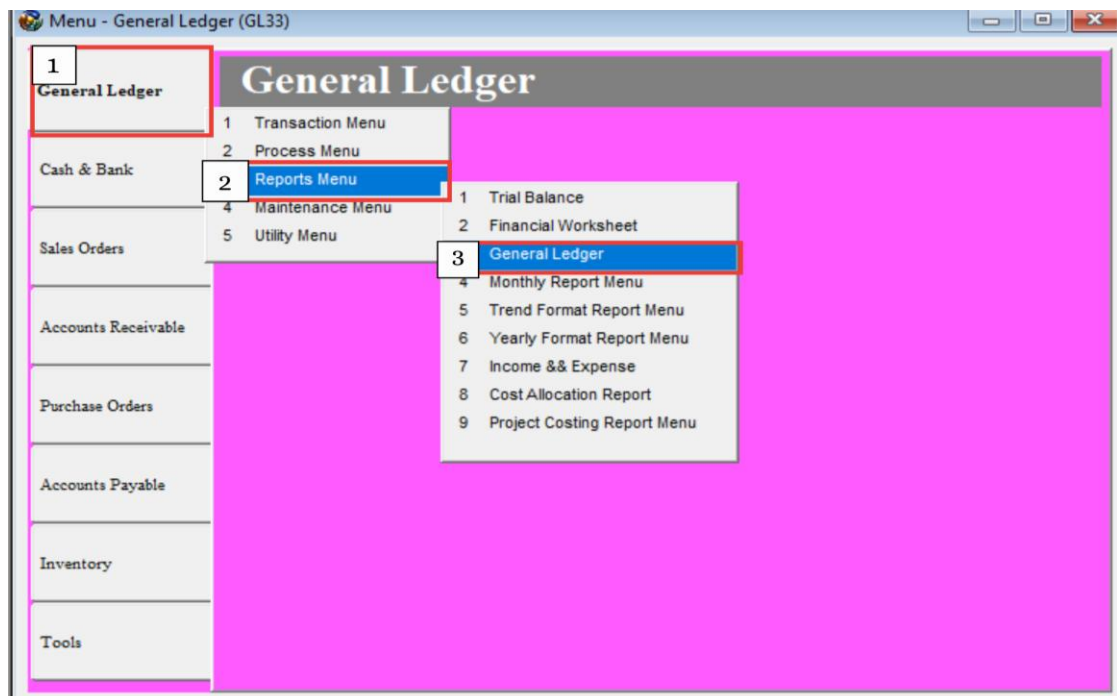 Menu - General Ledger (GL33)
1
General Ledger
Cash & Bank
Sales Orders
Accounts Receivable
Purchase Orders
Accounts Payable
Inventory
Tools
General Ledger
1 Transaction Menu
2 Process Menu
2 Reports Menu
4 Maintenance Menu
5 Utility Menu
1 Trial Balance
2 Financial Worksheet
3 General Ledger
4 Monthly Report Menu
5 Trend Format Report Menu
6 Yearly Format Report Menu
7 Income && Expense
8 Cost Allocation Report
9 Project Costing Report Menu